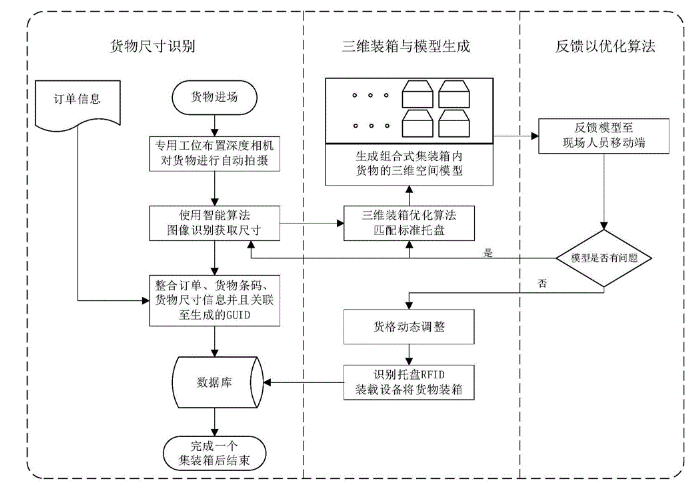 货物尺寸识别
三维装箱与模型生成
反馈以优化算法
订单信息
货物进场
专用工位布置深度相机
对货物进行自动拍摄
使用智能算法
图像识别获取尺寸
整合订单、货物条码、
货物尺寸信息并且关联
至生成的GUID
数据库
完成一个
集装箱后结束
生成组合式集装箱内
货物的三维空间模型
三维装箱优化算法
匹配标准托盘
是
否
货格动态调整
识别托盘RFID
装载设备将货物装箱
反馈模型至
现场人员移动端
模型是否有问题